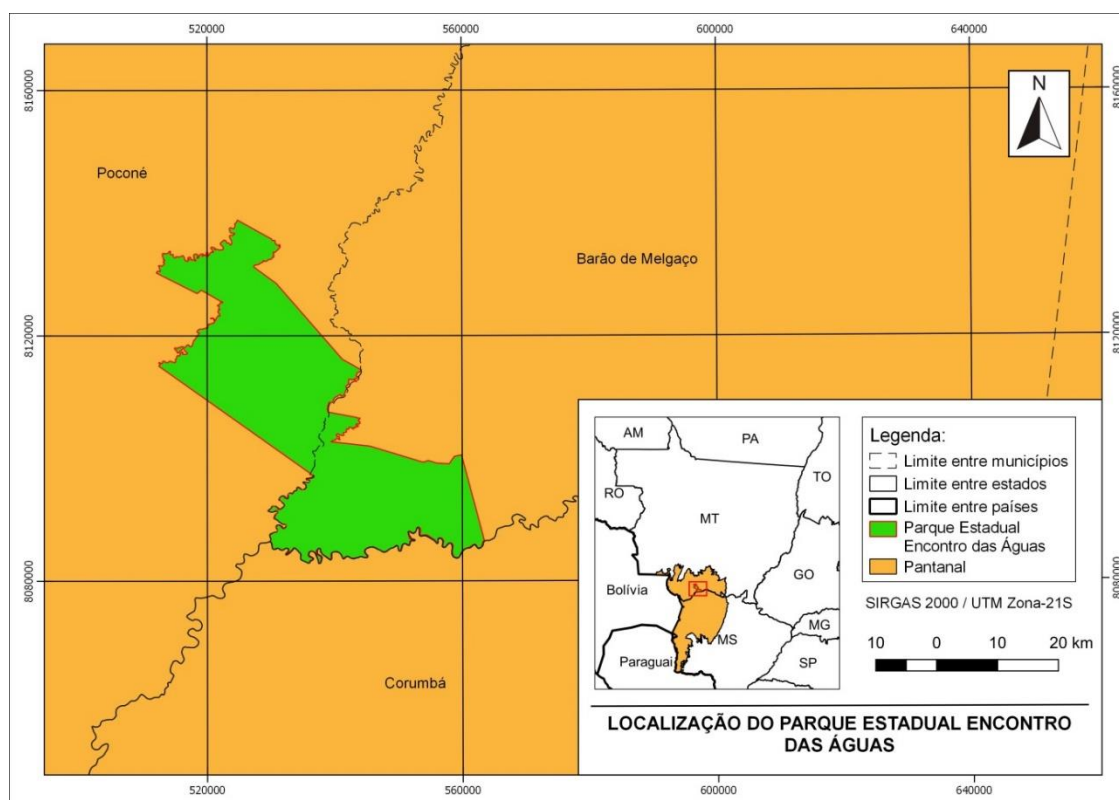 520000
560000
600000
640000
8160000
8160000
N
Poconé
Barão de Melgaço
8120000
8120000
AM
PA
TO
RO
MT
GO
Bolívia
MG
MS
Paraguai
SP
Legenda:
Limite entre municípios
Limite entre estados
Limite entre países
Parque Estadual
Encontro das Águas
Pantanal
SIRGAS 2000 / UTM Zona-21S
10 0 10 20 km
8080000
8080000
Corumbá
LOCALIZAÇÃO DO PARQUE ESTADUAL ENCONTRO
DAS ÁGUAS
520000
560000
600000
640000